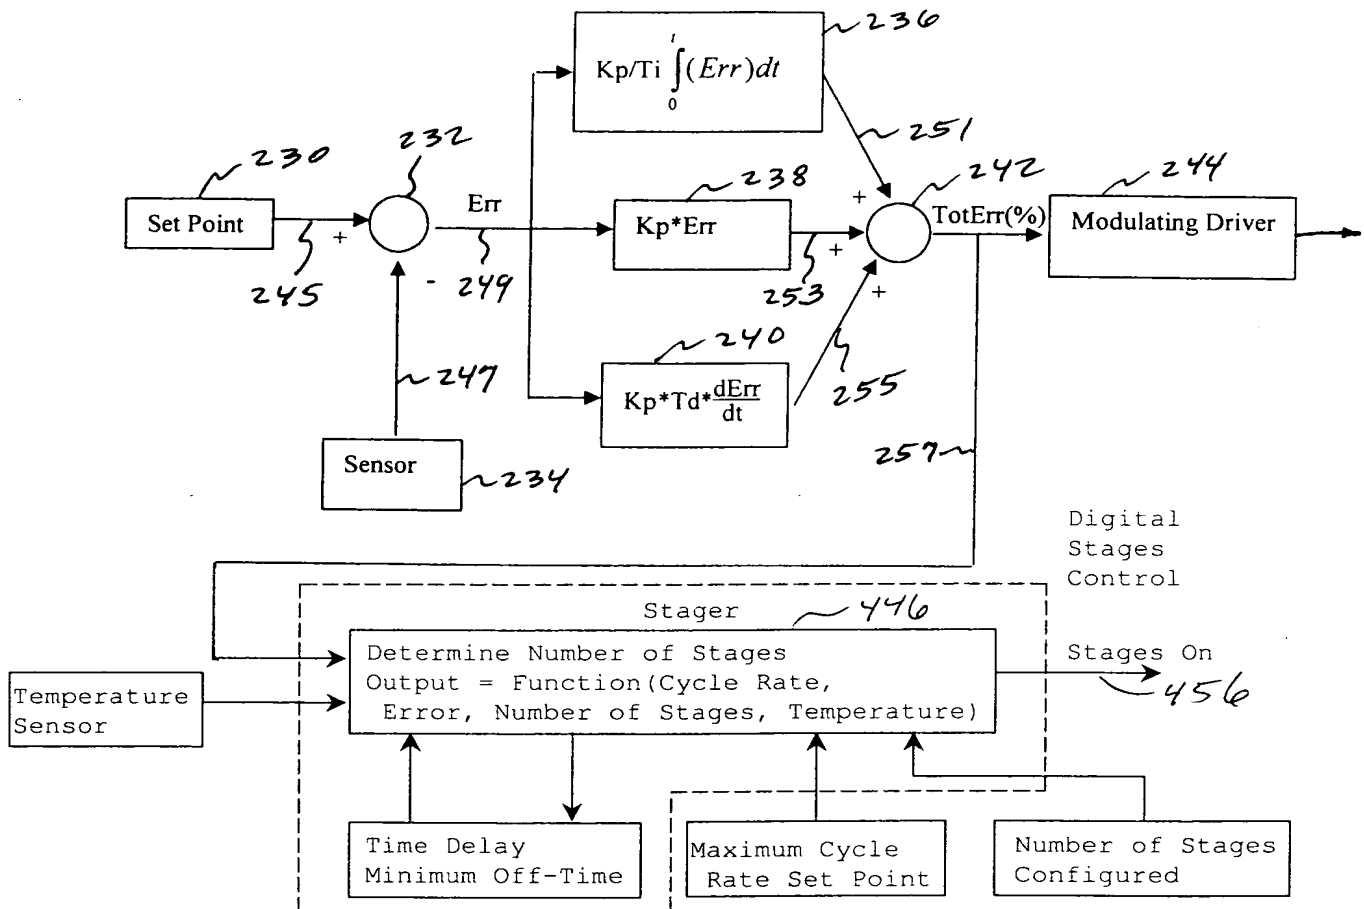 236
Kp/Ti ∫₀ᵗ (Err)dt
232
251
230
238
242
244
Err
TotErr(%)
Set Point
+
Kp*Err
+
+
Modulating Driver
245
-
249
253
+
240
247
Kp*Td*dErr/dt
255
Sensor
234
257
Digital
Stages
Control
Stager
446
Determine Number of Stages
Output = Function(Cycle Rate,
Error, Number of Stages, Temperature)
Stages On
456
Temperature
Sensor
Time Delay
Minimum Off-Time
Maximum Cycle
Rate Set Point
Number of Stages
Configured